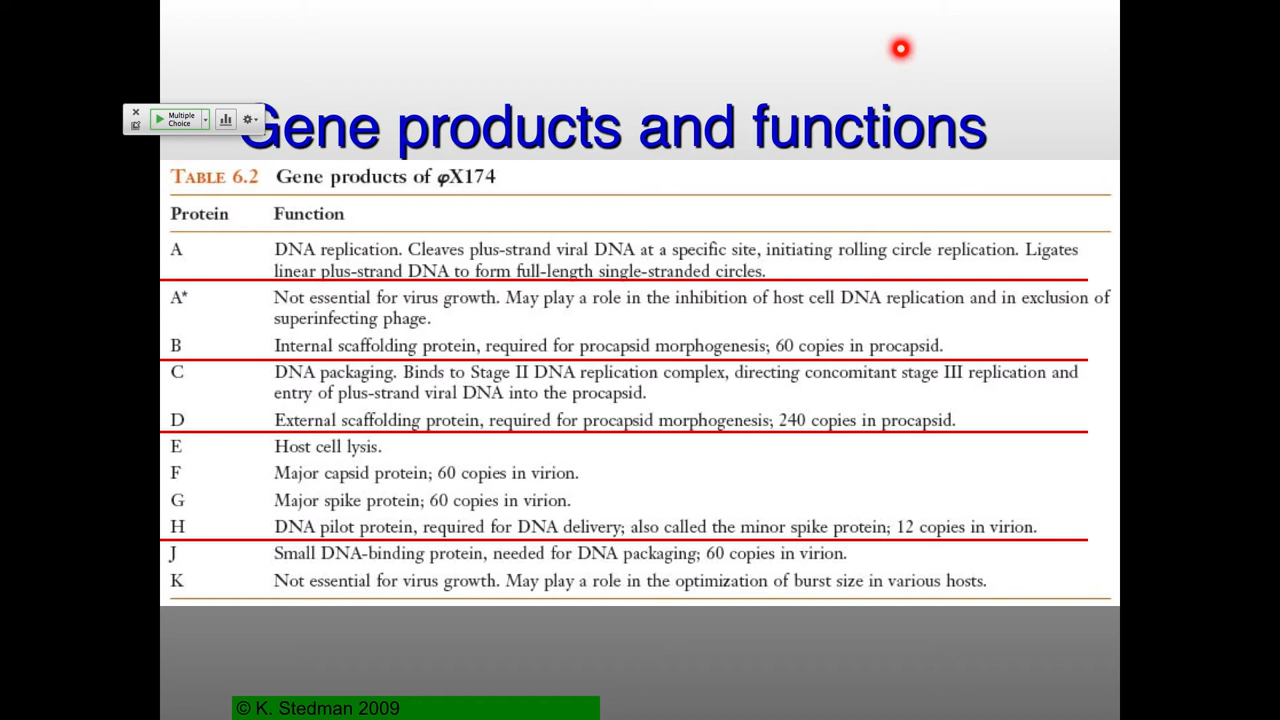 Multiple
Choice
Gene products and functions
TABLE 6.2 Gene products of φX174
Protein Function
A DNA replication. Cleaves plus-strand viral DNA at a specific site, initiating rolling circle replication. Ligates
linear plus-strand DNA to form full-length single-stranded circles.
A* Not essential for virus growth. May play a role in the inhibition of host cell DNA replication and in exclusion of
superinfecting phage.
B Internal scaffolding protein, required for procapsid morphogenesis; 60 copies in procapsid.
C DNA packaging. Binds to Stage II DNA replication complex, directing concomitant stage III replication and
entry of plus-strand viral DNA into the procapsid.
D External scaffolding protein, required for procapsid morphogenesis; 240 copies in procapsid.
E Host cell lysis.
F Major capsid protein; 60 copies in virion.
G Major spike protein; 60 copies in virion.
H DNA pilot protein, required for DNA delivery; also called the minor spike protein; 12 copies in virion.
J Small DNA-binding protein, needed for DNA packaging; 60 copies in virion.
K Not essential for virus growth. May play a role in the optimization of burst size in various hosts.
© K. Stedman 2009